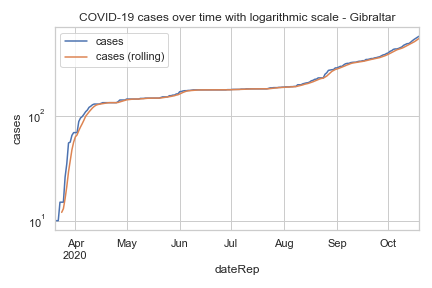 COVID-19 cases over time with logarithmic scale - Gibraltar
cases
cases (rolling)
cases
10²
10¹
Apr May Jun Jul Aug Sep Oct
2020
dateRep